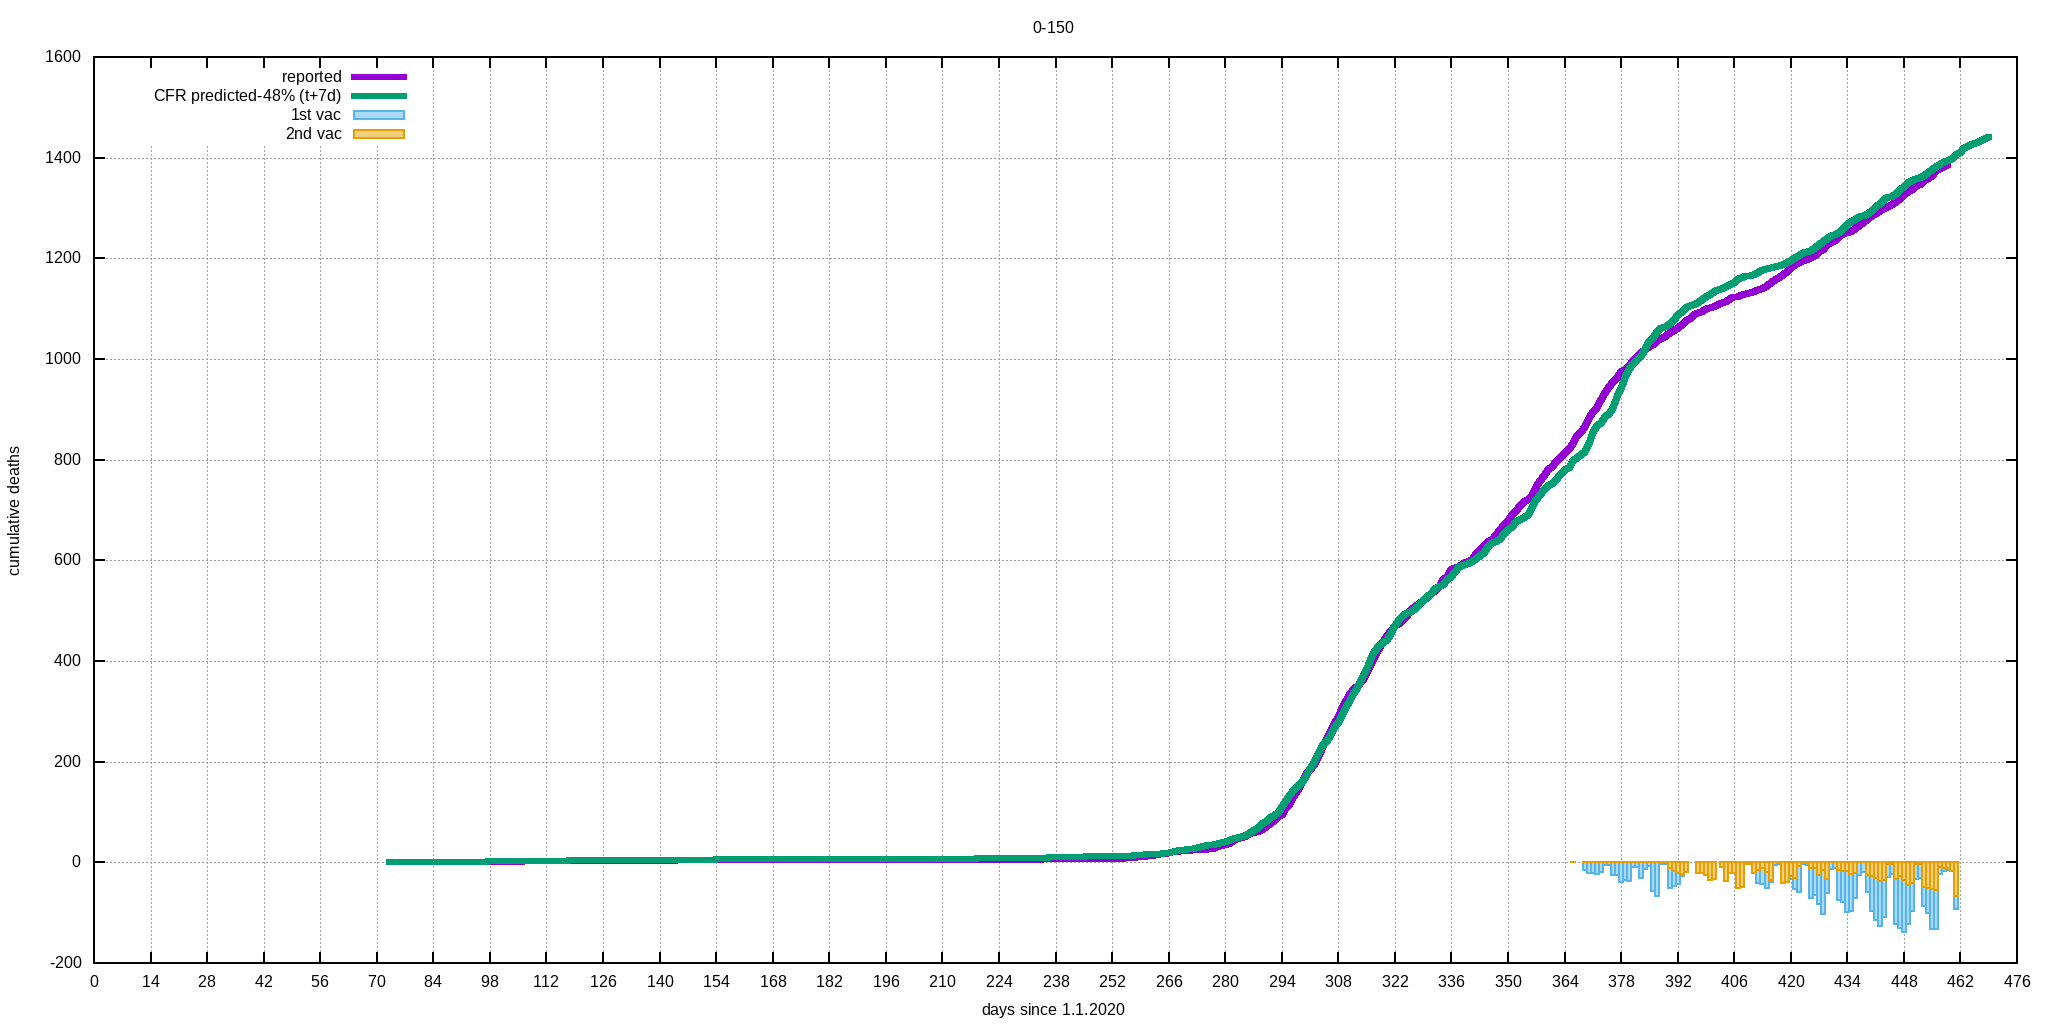 0-150
1600
1400
1200
1000
800
600
400
200
0
-200
cumulative deaths
reported
CFR predicted-48% (t+7d)
1st vac
2nd vac
0 14 28 42 56 70 84 98 112 126 140 154 168 182 196 210 224 238 252 266 280 294 308 322 336 350 364 378 392 406 420 434 448 462 476
days since 1.1.2020